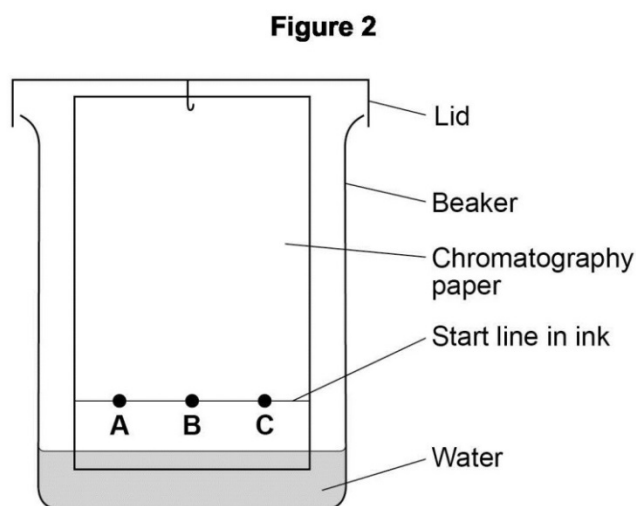 Figure 2
Lid
Beaker
Chromatography
paper
Start line in ink
A B C
Water